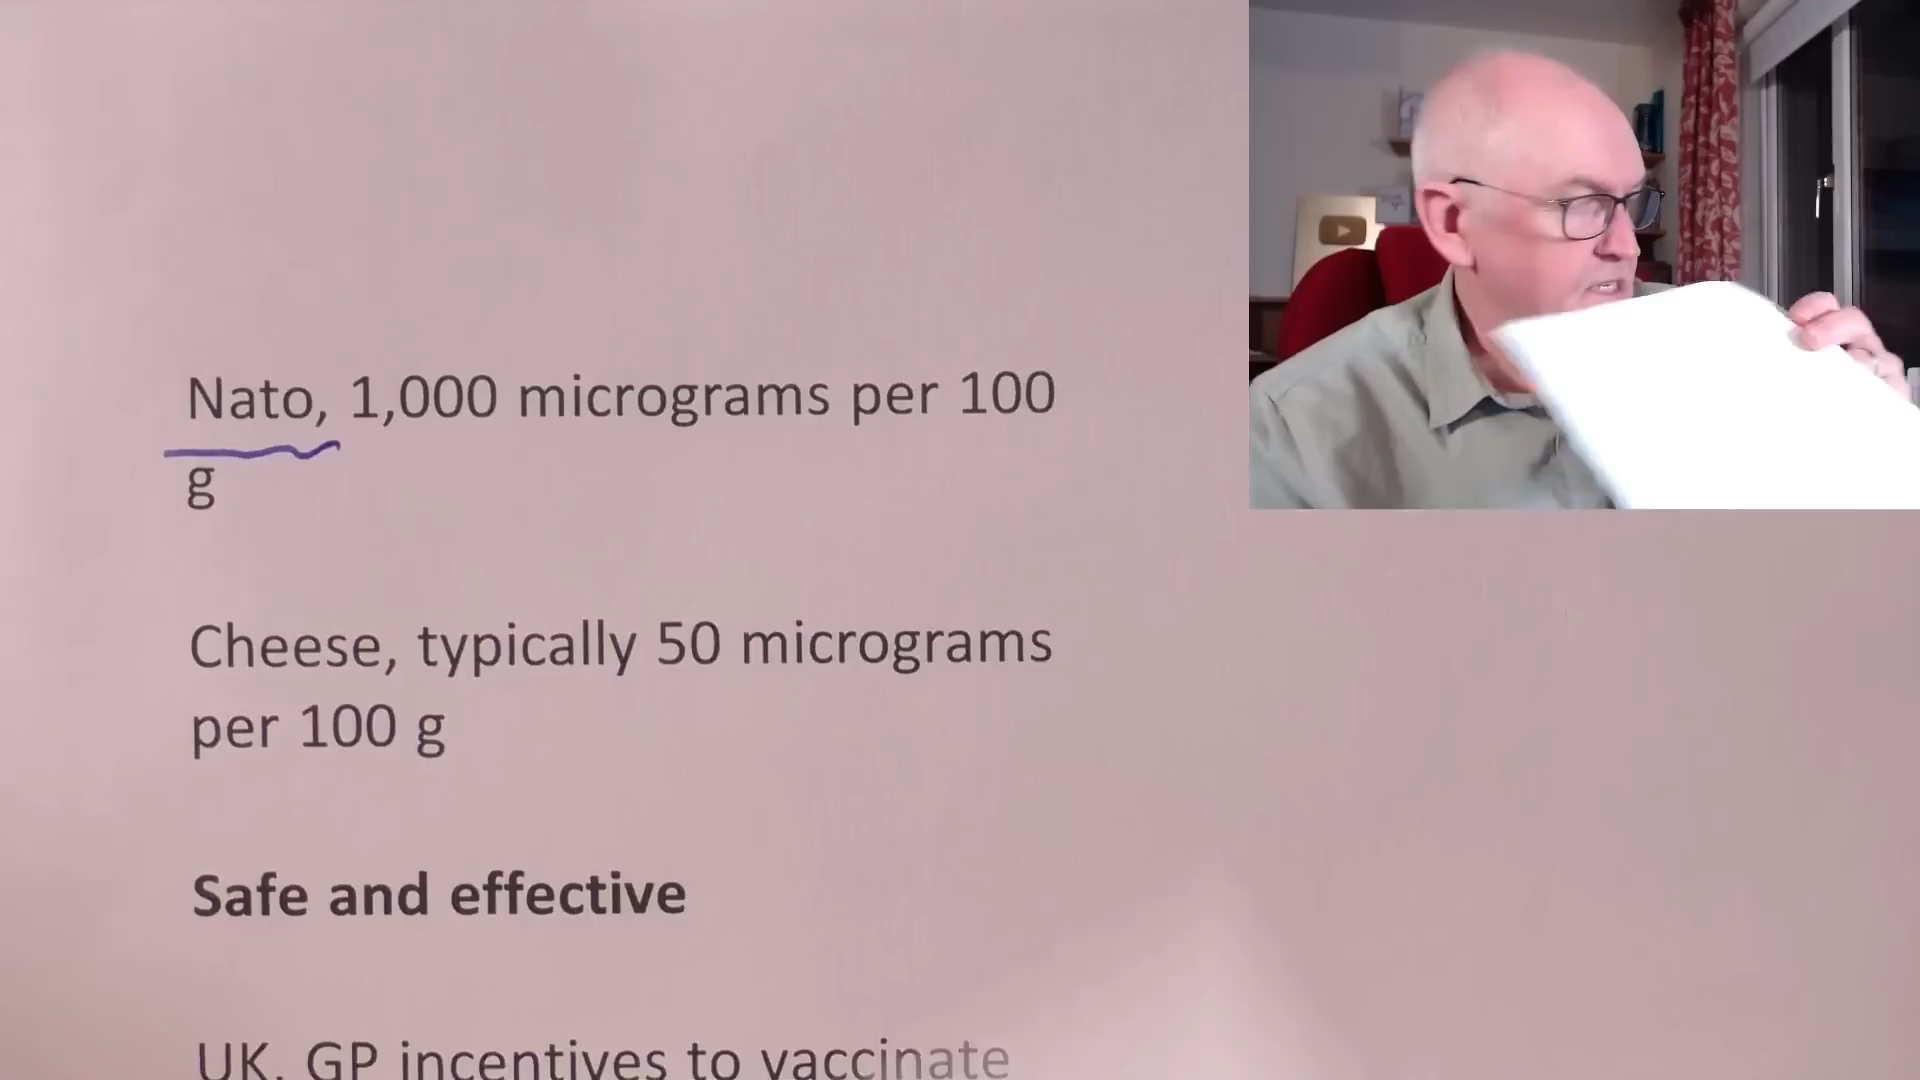 Nato, 1,000 micrograms per 100
g
Cheese, typically 50 micrograms
per 100 g
Safe and effective
UK, GP incentives to vaccinate